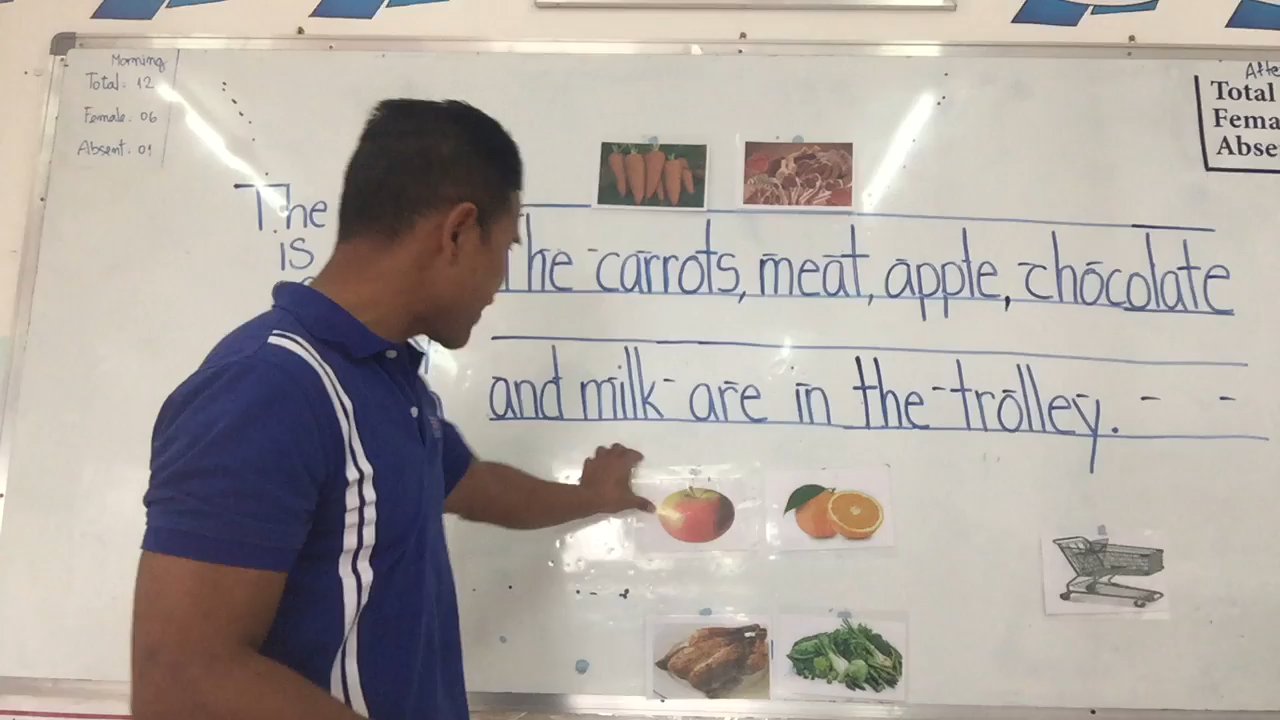 Morning
Total: 12
Female: 06
Absent: 01
The
is
The carrots, meat, apple, chocolate
and milk are in the trolley.
Afte
Total
Fema
Abse